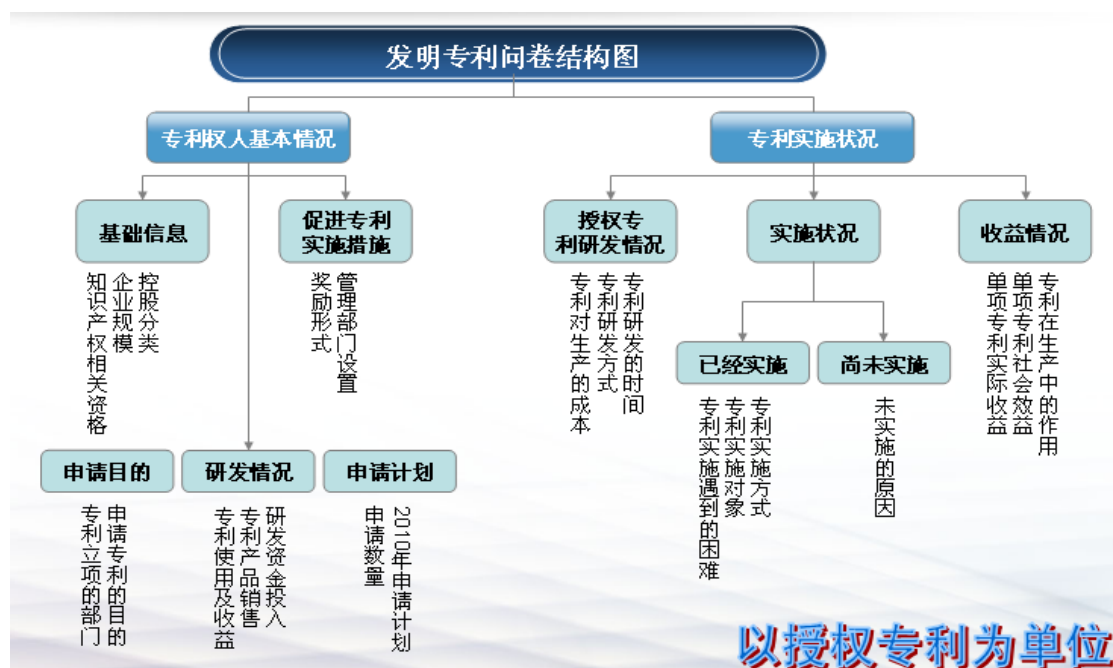 发明专利问卷结构图
专利权人基本情况
专利实施状况
基础信息
促进专利
实施措施
授权专
利研发情况
实施状况
收益情况
控股分类
企业规模
知识产权相关资格
管理部门设置
奖励形式
专利研发的时间
专利研发方式
专利对生产的成本
专利在生产中的作用
单项专利社会效益
单项专利实际收益
已经实施
尚未实施
专利实施方式
专利实施对象
专利实施遇到的困难
未实施的原因
申请目的
研发情况
申请计划
申请专利的目的
专利立项的部门
研发资金投入
专利产品销售
专利使用及收益
2010年申请计划
申请数量
以授权专利为单位